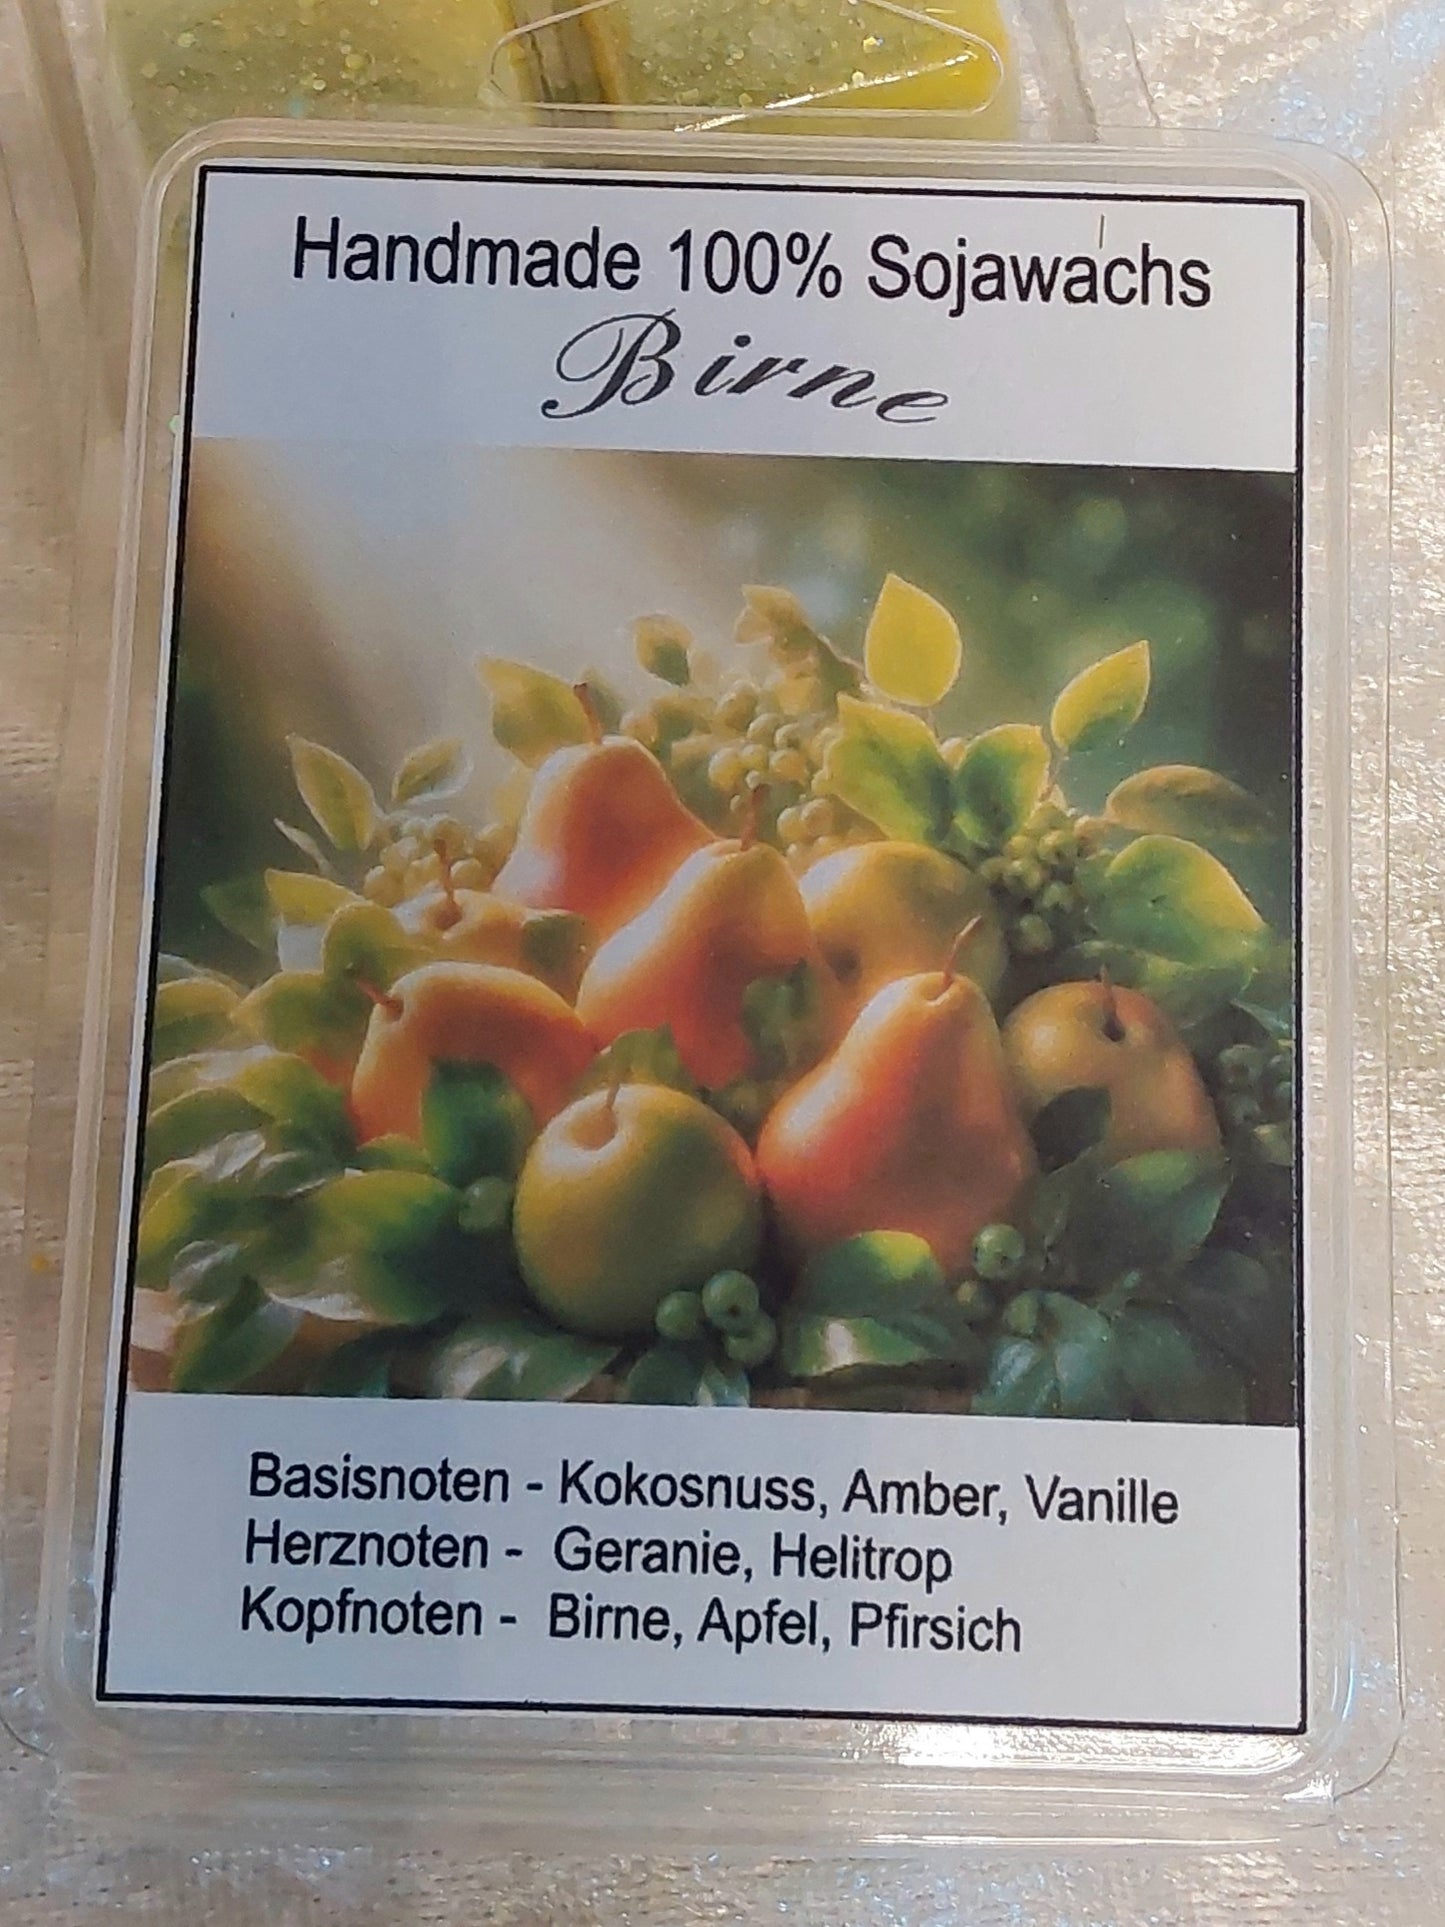 Handmade 100% Sojawachs
Birne
Basisnoten - Kokosnuss, Amber, Vanille
Herznoten - Geranie, Helitrop
Kopfnoten - Birne, Apfel, Pfirsich